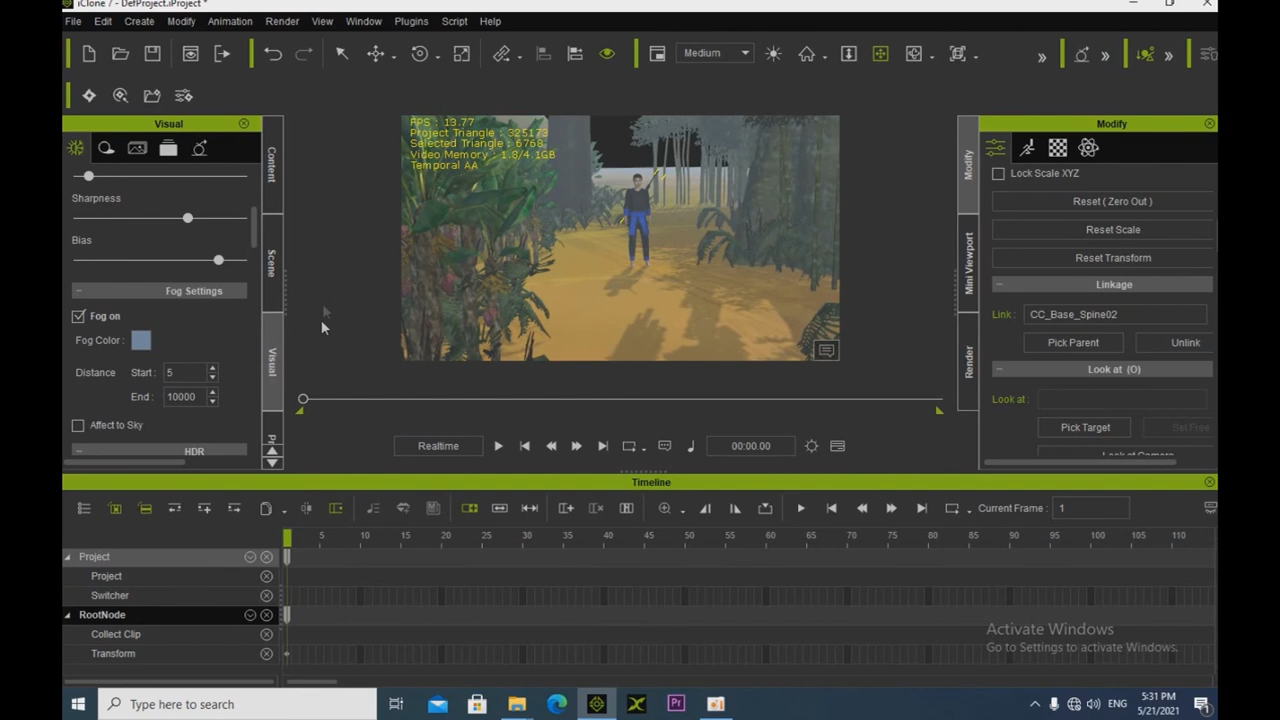 iClone 7 - DefProject.iProject *
File Edit Create Modify Animation Render View Window Plugins Script Help
Medium
Visual
Sharpness
Bias
Fog Settings
Fog on
Fog Color :
Distance Start : 5
End : 10000
Affect to Sky
HDR
Content
Scene
Visual
FPS : 13.77
Project Triangle : 325173
Selected Triangle : 6768
Video Memory : 1.8/4.1GB
Temporal AA
Realtime
00:00.00
Modify
Mini Viewport
Render
Modify
Lock Scale XYZ
Reset ( Zero Out )
Reset Scale
Reset Transform
Linkage
Link : CC_Base_Spine02
Pick Parent Unlink
Look at (O)
Look at :
Pick Target Set Free
Look at Camera
Timeline
Current Frame : 1
5 10 15 20 25 30 35 40 45 50 55 60 65 70 75 80 85 90 95 100 105 110
Project
Project
Switcher
RootNode
Collect Clip
Transform
Activate Windows
Go to Settings to activate Windows.
Type here to search
Pr
ENG
5:31 PM
5/21/2021